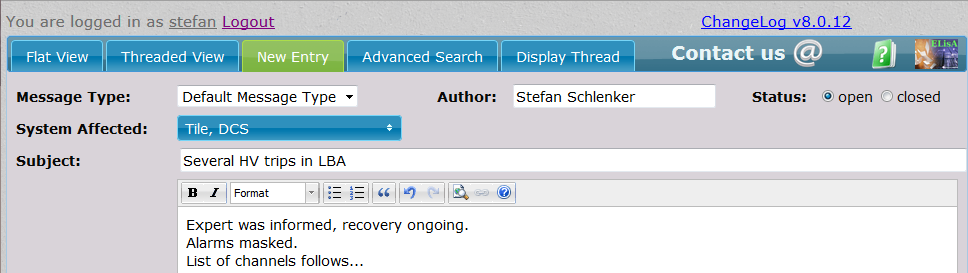 You are logged in as stefan Logout ChangeLog v8.0.12
Flat View Threaded View New Entry Advanced Search Display Thread Contact us @ ? ELisA
Message Type: Default Message Type Author: Stefan Schlenker Status: open closed
System Affected: Tile, DCS
Subject: Several HV trips in LBA
B I Format
Expert was informed, recovery ongoing.
Alarms masked.
List of channels follows...